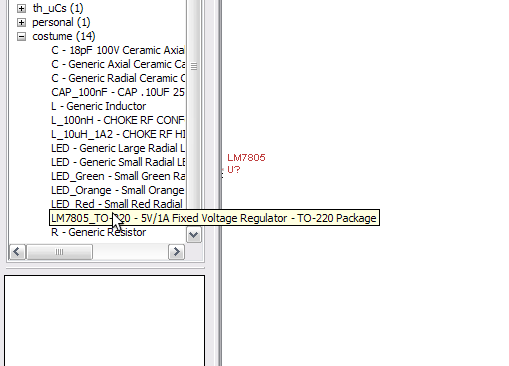 th_uCs (1)
personal (1)
costume (14)
C - 18pF 100V Ceramic Axia
C - Generic Axial Ceramic Ca
C - Generic Radial Ceramic C
CAP_100nF - CAP .10UF 25
L - Generic Inductor
L_100nH - CHOKE RF CONF
L_10uH_1A2 - CHOKE RF HI
LED - Generic Large Radial L
LED - Generic Small Radial LE
LED_Green - Small Green Ra
LED_Orange - Small Orange
LED_Red - Small Red Radial
LM7805_TO-220 - 5V/1A Fixed Voltage Regulator - TO-220 Package
R - Generic Resistor
LM7805
U?